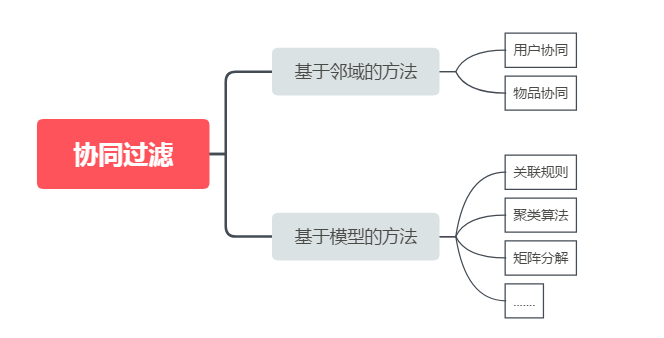 协同过滤
基于邻域的方法
用户协同
物品协同
基于模型的方法
关联规则
聚类算法
矩阵分解
.......